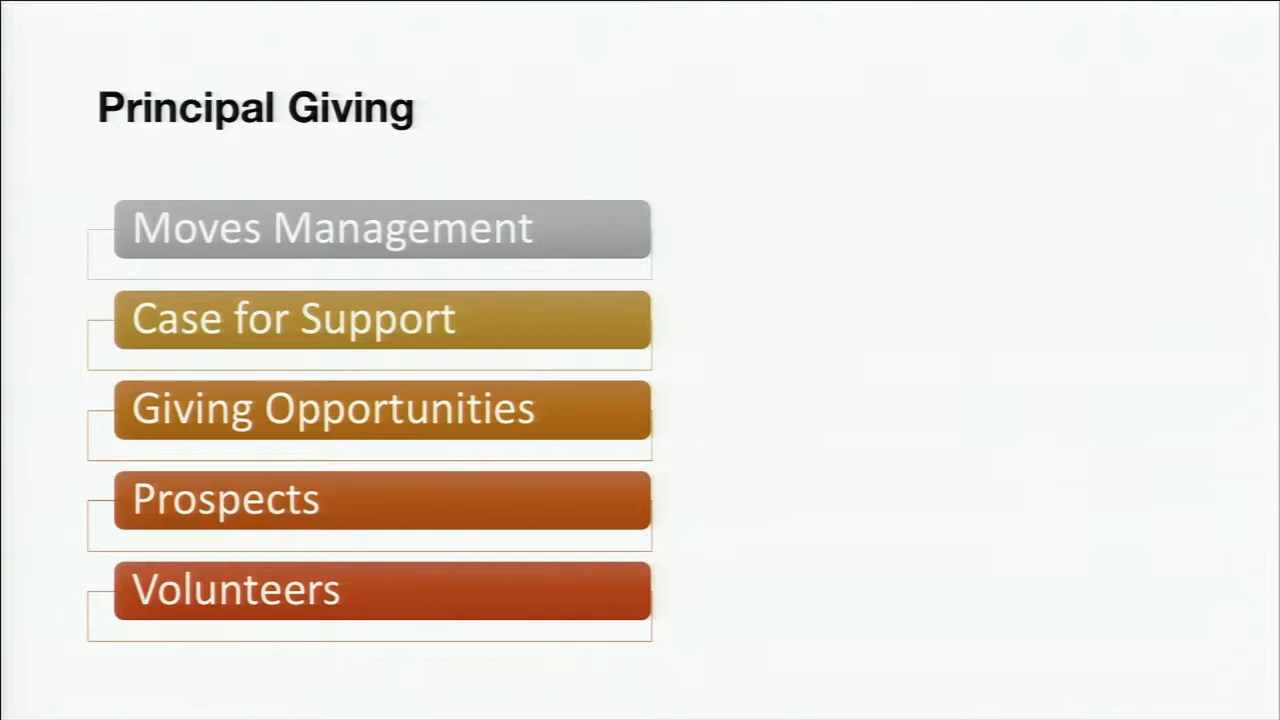 Principal Giving
Moves Management
Case for Support
Giving Opportunities
Prospects
Volunteers